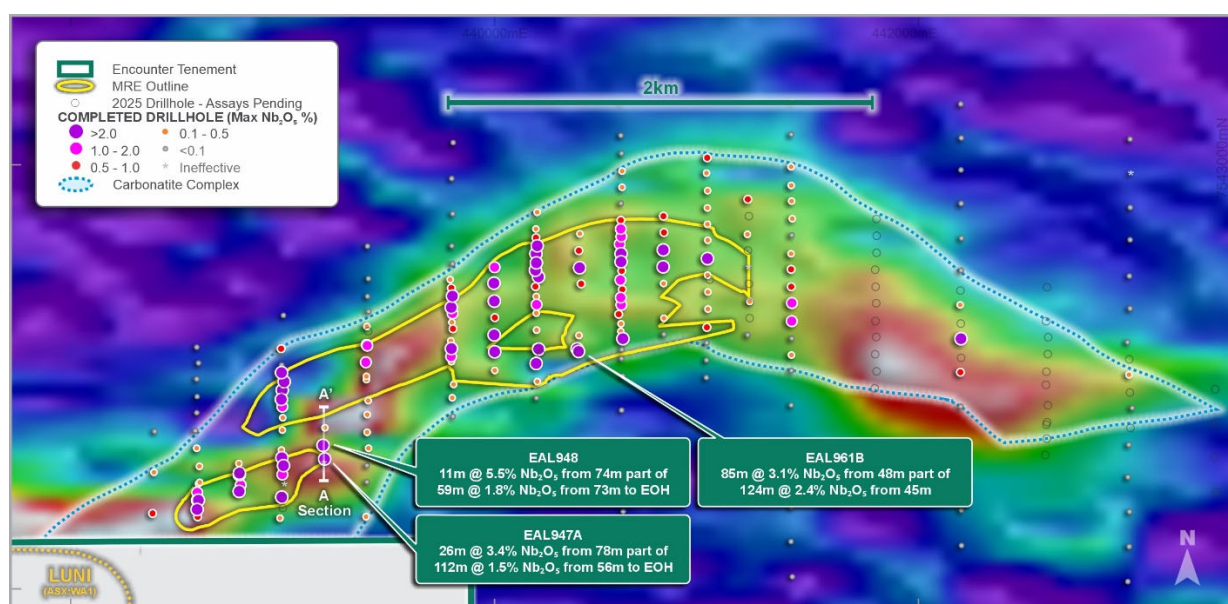 440000mE
442000mE
Encounter Tenement
MRE Outline
2025 Drillhole - Assays Pending
COMPLETED DRILLHOLE (Max Nb₂O₅ %)
>2.0
0.1 - 0.5
1.0 - 2.0
<0.1
0.5 - 1.0
* Ineffective
Carbonatite Complex
2km
A'
A
Section
EAL948
11m @ 5.5% Nb₂O₅ from 74m part of
59m @ 1.8% Nb₂O₅ from 73m to EOH
EAL961B
85m @ 3.1% Nb₂O₅ from 48m part of
124m @ 2.4% Nb₂O₅ from 45m
EAL947A
26m @ 3.4% Nb₂O₅ from 78m part of
112m @ 1.5% Nb₂O₅ from 56m to EOH
LUNI
(ASX:WA1)
N